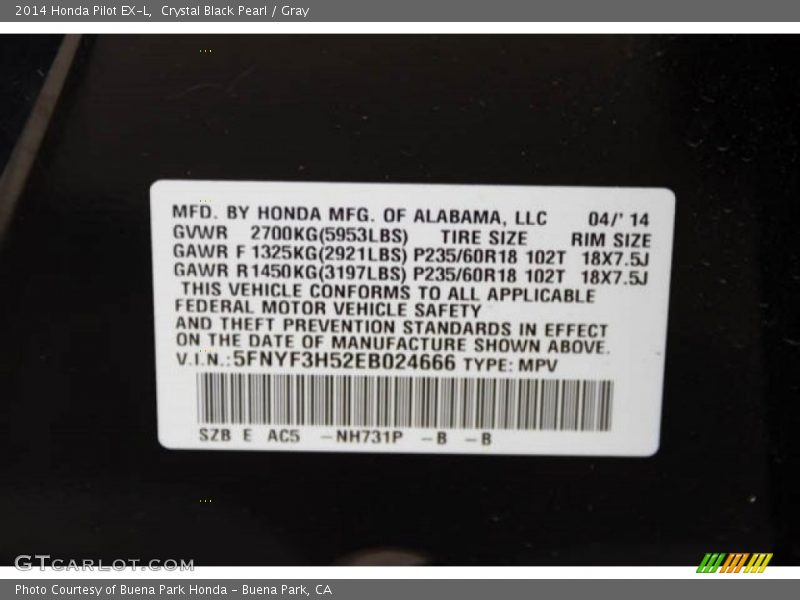 2014 Honda Pilot EX-L, Crystal Black Pearl / Gray
MFD. BY HONDA MFG. OF ALABAMA, LLC 04/' 14
GVWR 2700KG(5953LBS) TIRE SIZE RIM SIZE
GAWR F 1325KG(2921LBS) P235/60R18 102T 18X7.5J
GAWR R1450KG(3197LBS) P235/60R18 102T 18X7.5J
THIS VEHICLE CONFORMS TO ALL APPLICABLE
FEDERAL MOTOR VEHICLE SAFETY
AND THEFT PREVENTION STANDARDS IN EFFECT
ON THE DATE OF MANUFACTURE SHOWN ABOVE.
V.I.N.:5FNYF3H52EB024666 TYPE: MPV
SZB E AC5 -NH731P -B -B
GTCARLOT.COM
Photo Courtesy of Buena Park Honda - Buena Park, CA